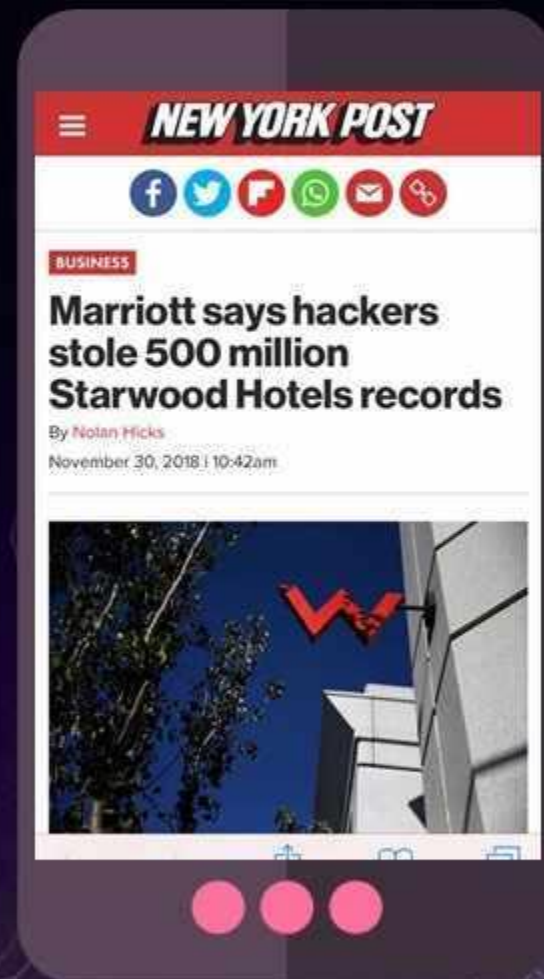 NEW YORK POST
BUSINESS
Marriott says hackers
stole 500 million
Starwood Hotels records
By Nolan Hicks
November 30, 2018 | 10:42am
W